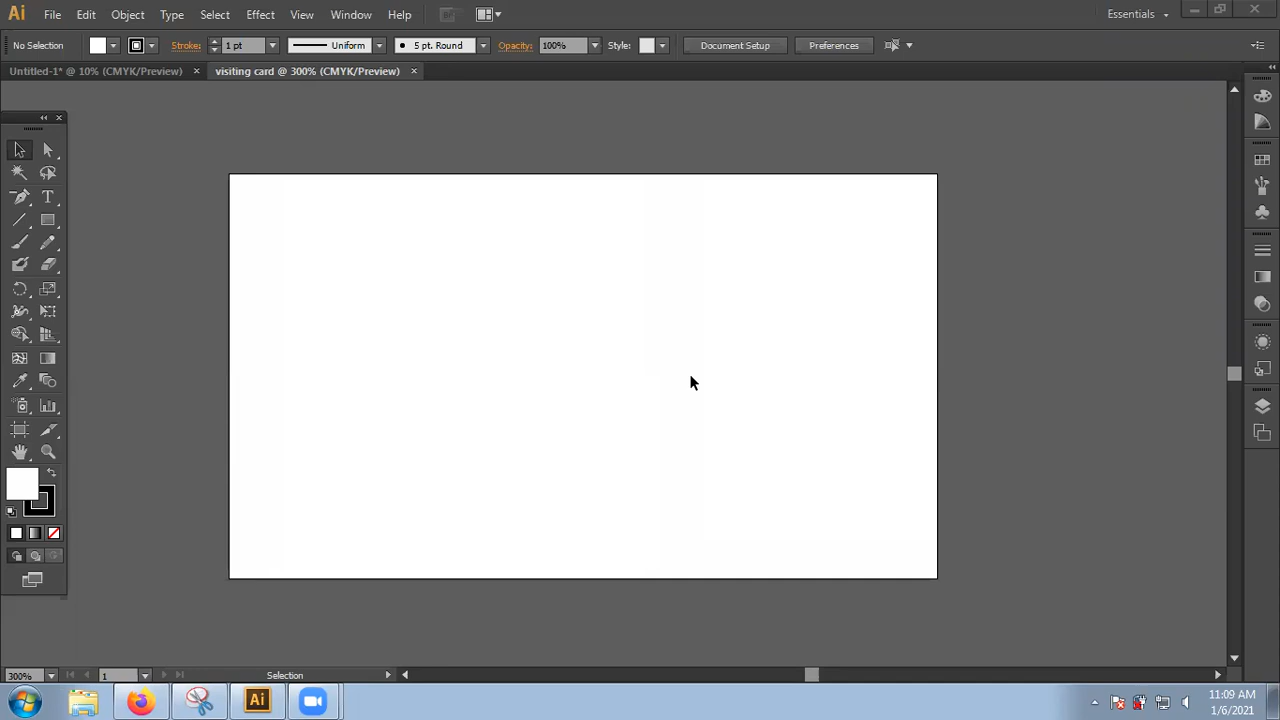 Ai File Edit Object Type Select Effect View Window Help Essentials
No Selection Stroke: 1 pt Uniform 5 pt. Round Opacity: 100% Style: Document Setup Preferences
Untitled-1* @ 10% (CMYK/Preview) × visiting card @ 300% (CMYK/Preview) ×
T
300% 1 Selection
Ai 11:09 AM
1/6/2021